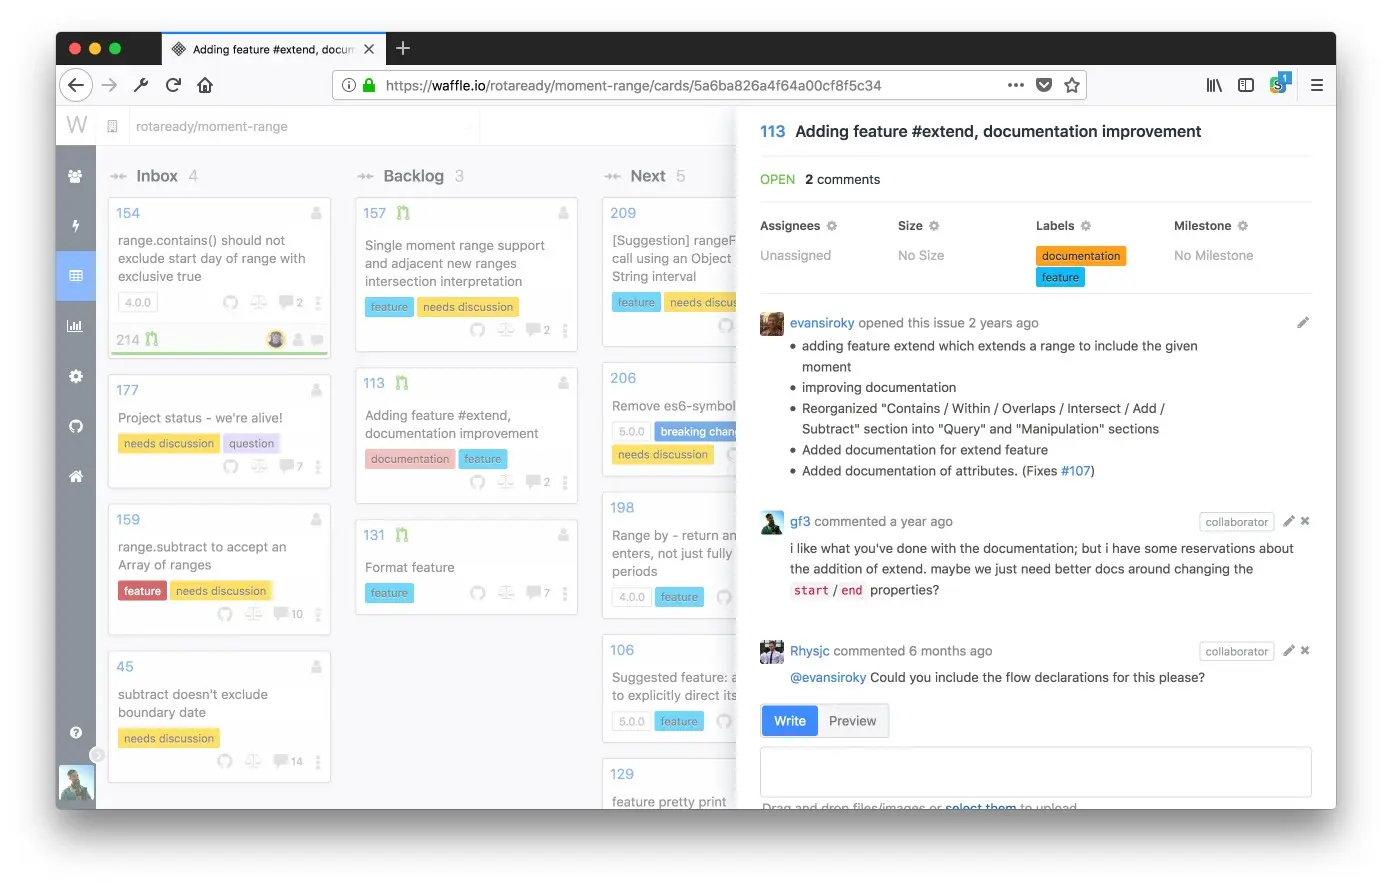 Adding feature #extend, docum
https://waffle.io/rotaready/moment-range/cards/5a6ba826a4f64a00cf8f5c34
S 1
W
rotaready/moment-range
Inbox 4
154
range.contains() should not
exclude start day of range with
exclusive true
4.0.0
2
214
177
Project status - we're alive!
needs discussion question
7
159
range.subtract to accept an
Array of ranges
feature needs discussion
10
45
subtract doesn't exclude
boundary date
needs discussion
14
Backlog 3
157
Single moment range support
and adjacent new ranges
intersection interpretation
feature needs discussion
2
113
Adding feature #extend,
documentation improvement
documentation feature
2
131
Format feature
feature
7
Next 5
209
[Suggestion] rangeF
call using an Object
String interval
feature needs discus
206
Remove es6-symbol
5.0.0 breaking chan
needs discussion
198
Range by - return an
enters, not just fully
periods
4.0.0 feature
106
Suggested feature: a
to explicitly direct its
5.0.0 feature
129
feature pretty print
113 Adding feature #extend, documentation improvement
OPEN 2 comments
Assignees Size Labels Milestone
Unassigned No Size documentation No Milestone
feature
evansiroky opened this issue 2 years ago
• adding feature extend which extends a range to include the given
moment
• improving documentation
• Reorganized "Contains / Within / Overlaps / Intersect / Add /
Subtract" section into "Query" and "Manipulation" sections
• Added documentation for extend feature
• Added documentation of attributes. (Fixes #107)
gf3 commented a year ago collaborator
i like what you've done with the documentation; but i have some reservations about
the addition of extend. maybe we just need better docs around changing the
start / end properties?
Rhysjc commented 6 months ago collaborator
@evansiroky Could you include the flow declarations for this please?
Write Preview
Drag and drop files/images or select them to upload